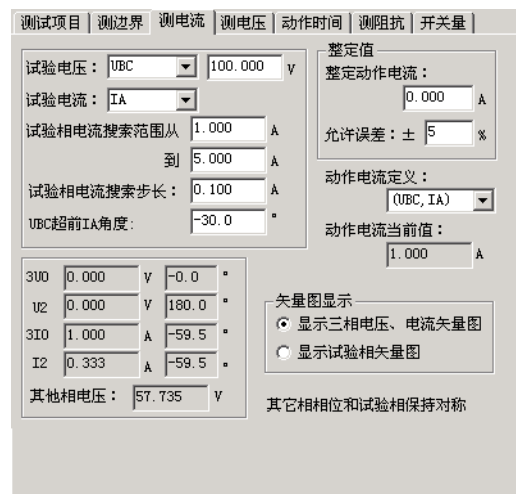 测试项目 测边界 测电流 测电压 动作时间 测阻抗 开关量
试验电压： UBC 100.000 V
试验电流： IA
试验相电流搜索范围从 1.000 A
到 5.000 A
试验相电流搜索步长： 0.100 A
UBC超前IA角度： -30.0 °
整定值
整定动作电流：
0.000 A
允许误差：± 5 %
动作电流定义：
(UBC,IA)
动作电流当前值：
1.000 A
3U0 0.000 V -0.0 °
U2 0.000 V 180.0 °
3I0 1.000 A -59.5 °
I2 0.333 A -59.5 °
其他相电压： 57.735 V
矢量图显示
显示三相电压、电流矢量图
显示试验相矢量图
其它相相位和试验相保持对称